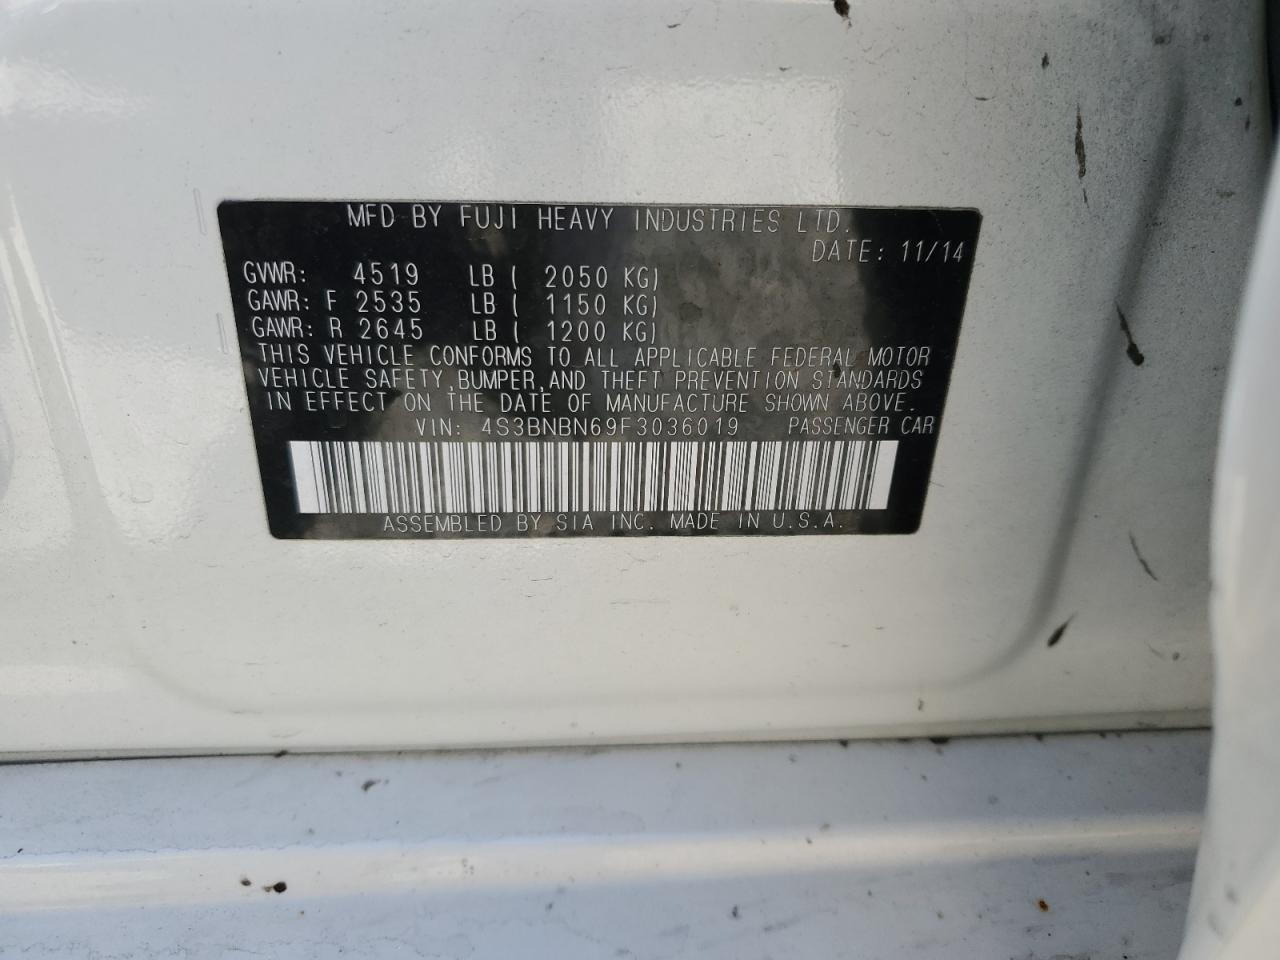 MFD BY FUJI HEAVY INDUSTRIES LTD.
DATE: 11/14
GVWR: 4519 LB ( 2050 KG)
GAWR: F 2535 LB ( 1150 KG)
GAWR: R 2645 LB ( 1200 KG)
THIS VEHICLE CONFORMS TO ALL APPLICABLE FEDERAL MOTOR
VEHICLE SAFETY, BUMPER, AND THEFT PREVENTION STANDARDS
IN EFFECT ON THE DATE OF MANUFACTURE SHOWN ABOVE.
VIN: 4S3BNBN69F3036019 PASSENGER CAR
ASSEMBLED BY SIA INC. MADE IN U.S.A.